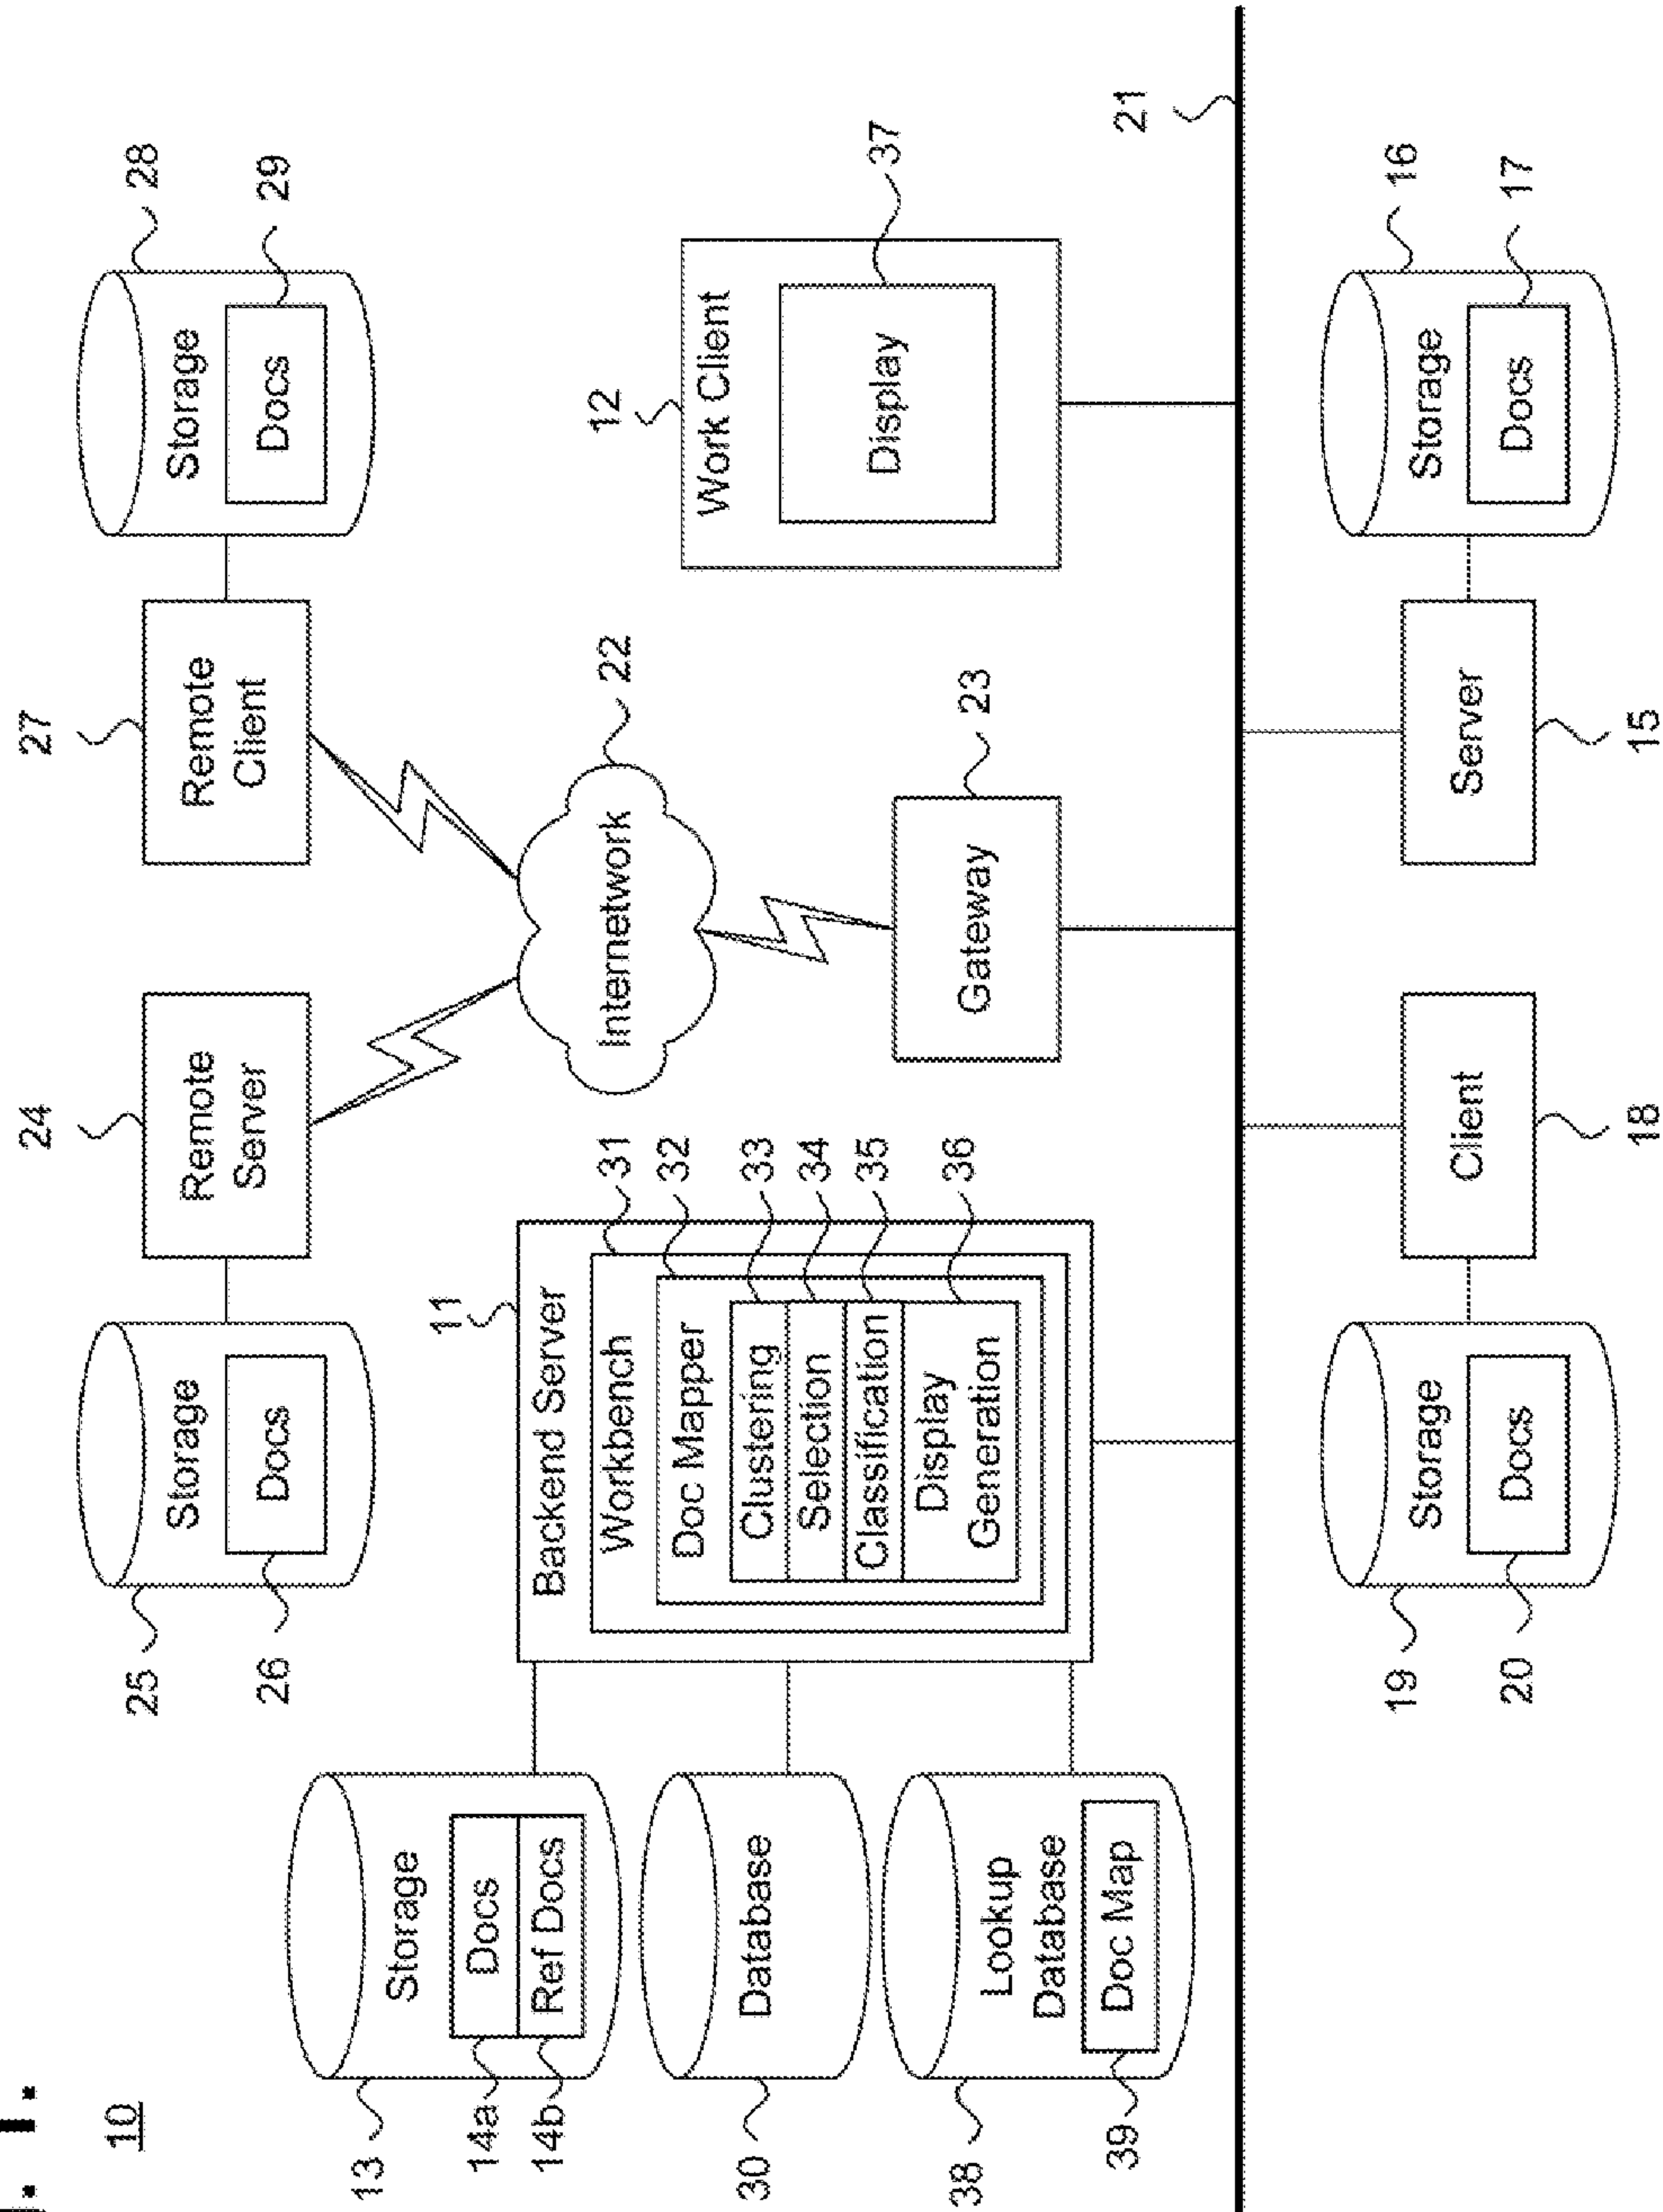 1.
10
24
27
25
28
Storage
Remote
Server
Remote
Client
Storage
26
Docs
Docs
29
13
Storage
14a
Docs
14b
Ref Docs
11
Backend Server
31
Workbench
32
Doc Mapper
33
Clustering
34
Selection
35
Classification
36
Display
Generation
Internetwork
22
12
Work Client
Display
37
30
Database
38
Lookup
Database
39
Doc Map
Gateway
23
21
19
Storage
20
Docs
Client
18
Server
15
Storage
16
Docs
17